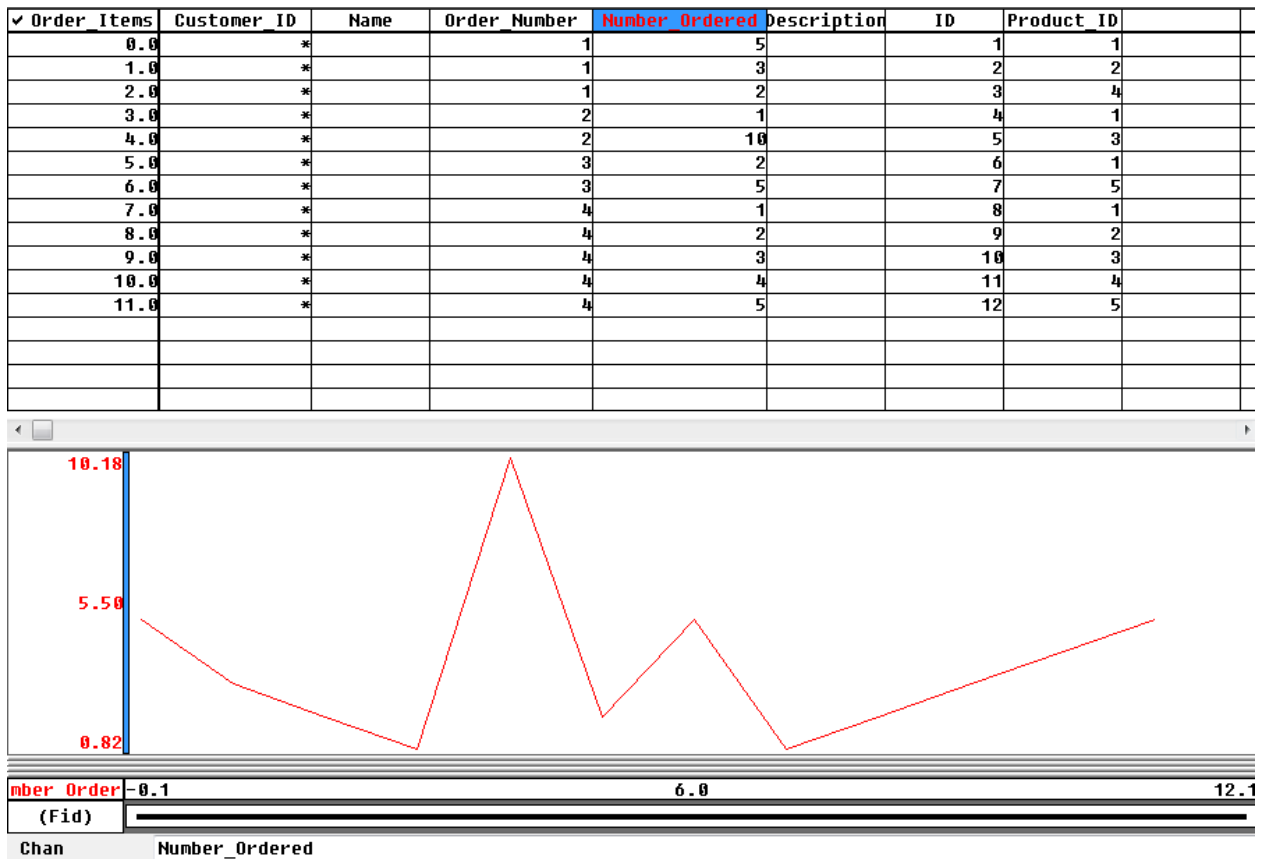 ✓ Order_Items Customer_ID Name Order_Number Number_Ordered Description ID Product_ID
0.0 * 1 5 1 1
1.0 * 1 3 2 2
2.0 * 1 2 3 4
3.0 * 2 1 4 1
4.0 * 2 10 5 3
5.0 * 3 2 6 1
6.0 * 3 5 7 5
7.0 * 4 1 8 1
8.0 * 4 2 9 2
9.0 * 4 3 10 3
10.0 * 4 4 11 4
11.0 * 4 5 12 5
10.18
5.50
0.82
mber Order -0.1 6.0 12.1
(Fid)
Chan Number_Ordered